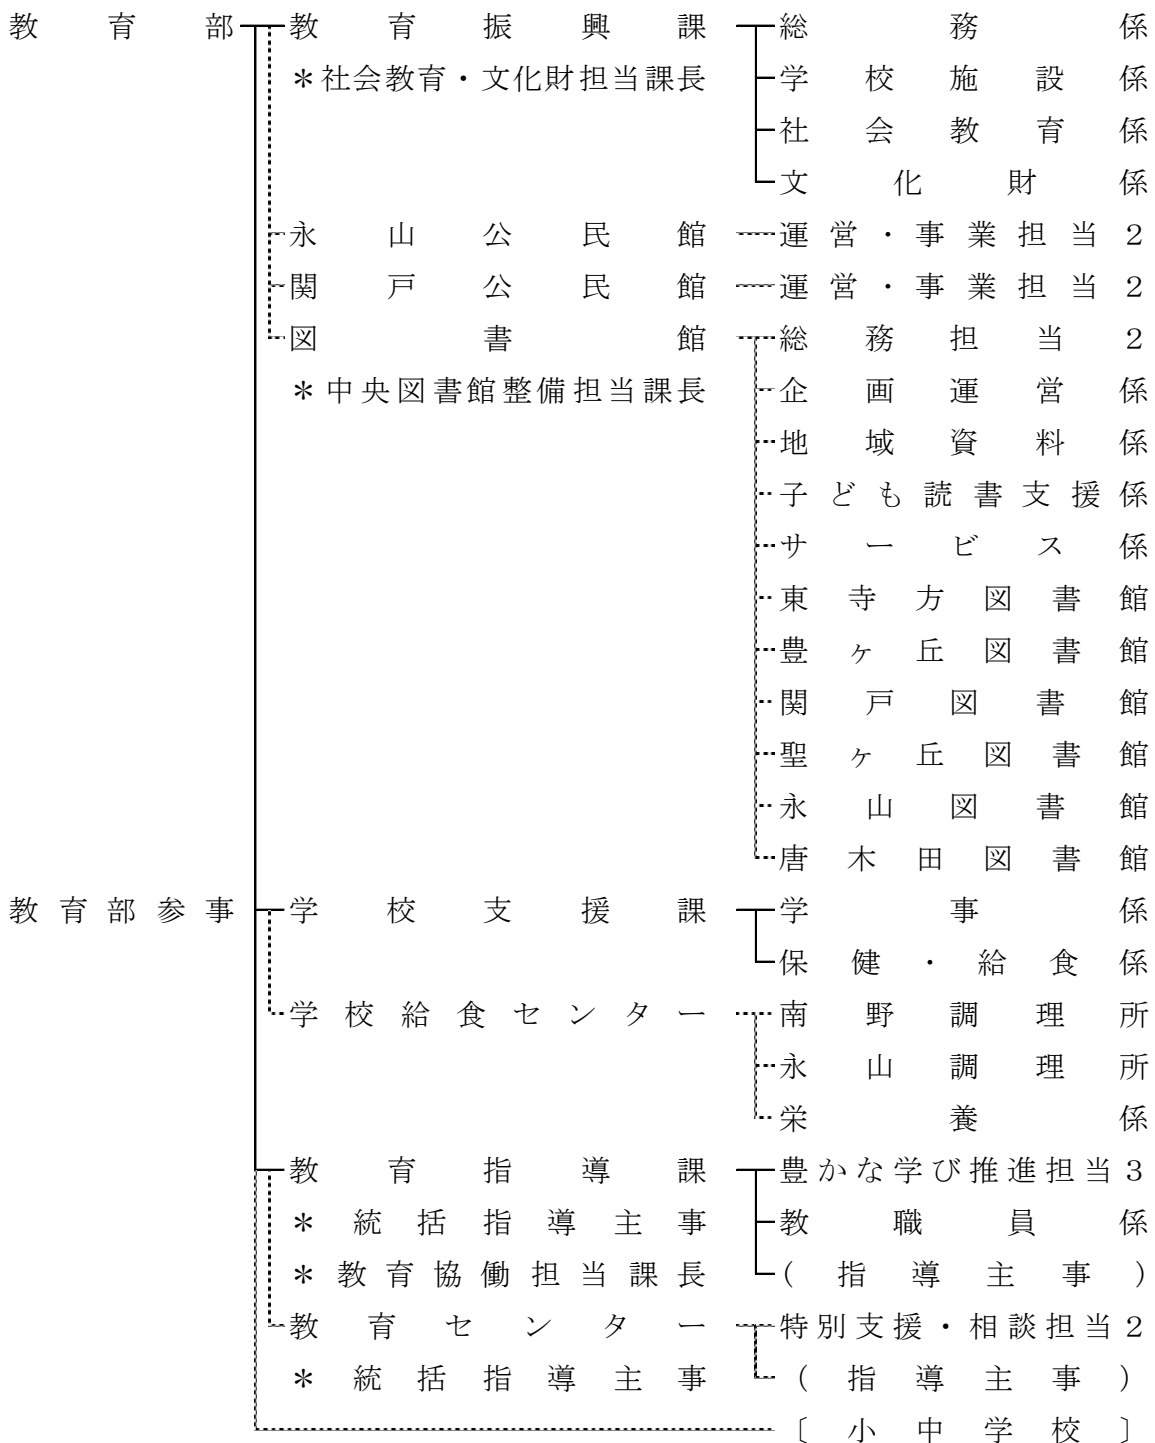 教育部 教育振興課 総務係
＊社会教育・文化財担当課長 学校施設係
社会教育係
文化財係
永山公民館 運営・事業担当２
関戸公民館 運営・事業担当２
図書館 総務担当２
＊中央図書館整備担当課長 企画運営係
地域資料係
子ども読書支援係
サービス係
東寺方図書館
豊ヶ丘図書館
関戸図書館
聖ヶ丘図書館
永山図書館
唐木田図書館
教育部参事 学校支援課 学事係
保健・給食係
学校給食センター 南野調理所
永山調理所
栄養係
教育指導課 豊かな学び推進担当３
＊統括指導主事 教職員係
＊教育協働担当課長 (指導主事)
教育センター 特別支援・相談担当２
＊統括指導主事 (指導主事)
〔小中学校〕